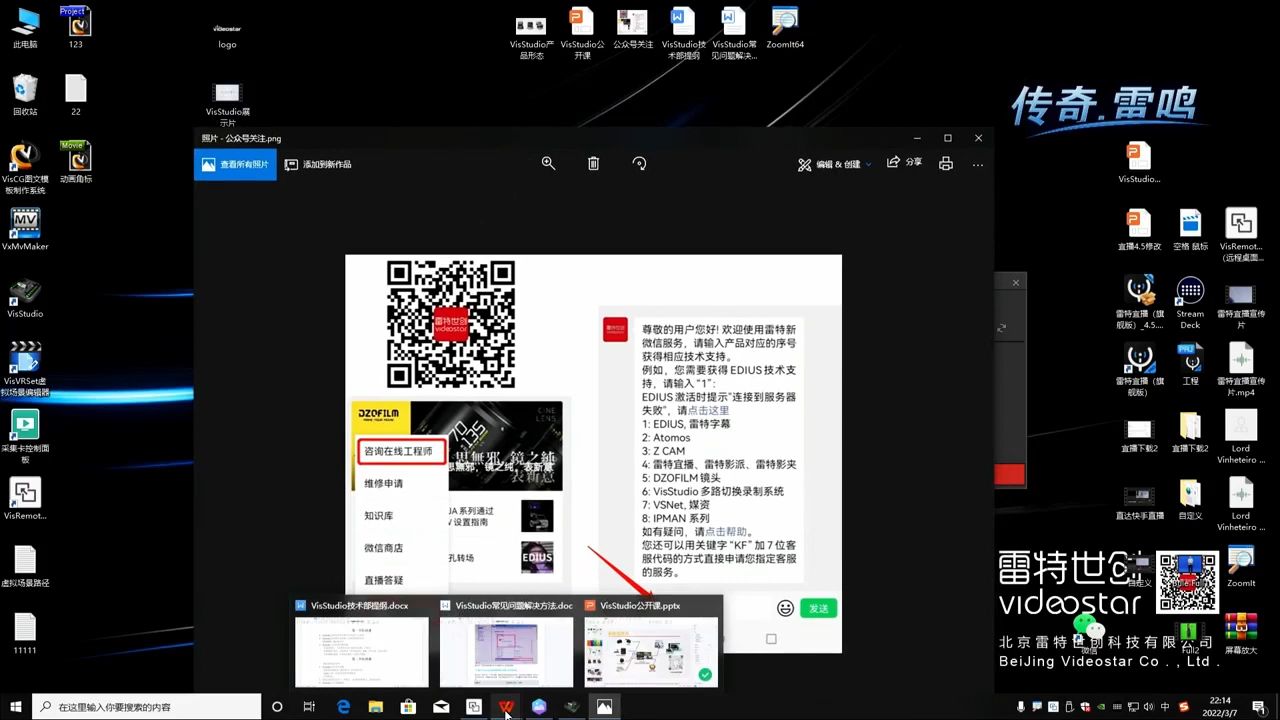 Project
此电脑
123
videostar
logo
VisStudio产
品形态
VisStudio公
开课
公众号关注
VisStudio技
术部提纲
VisStudio常
见问题解决...
ZoomIt64
回收站
22
VisStudio展
示片
传奇.雷鸣
照片 - 公众号关注.png
查看所有照片
添加到新作品
编辑 & 创建
分享
VisCG图文模
板制作系统
Movie
动画角标
VisStudio...
MV
VxMvMaker
直播4.5修改
空格 鼠标
VisRemot...
(远程桌面...
VisStudio
雷特直播（旗
舰版）_4.5...
Stream
Deck
雷特直播宣传
片
VisVRSet虚
拟场景编辑器
雷特直播（旗
舰版）
工程
雷特直播宣传
片.mp4
采集卡控制面
板
直播下载2
直播下载2
Lord
Vinheteiro ...
VisRemot...
直达快手直播
自定义
Lord
Vinheteiro ...
虚拟场景路径
11111
ZoomIt
屏幕放大
雷特世创
videostar
雷特世创
videostar
DZOFILM
CINE
LENS
咨询在线工程师
维修申请
知识库
微信商店
直播答疑
系列通过
设置指南
孔转场
EDIUS
尊敬的用户您好! 欢迎使用雷特新
微信服务，请输入产品对应的序号
获得相应技术支持。
例如，您需要获得 EDIUS 技术支
持，请输入 “1”：
EDIUS 激活时提示“连接到服务器
失败”，请点击这里
1: EDIUS, 雷特字幕
2: Atomos
3: Z CAM
4: 雷特宜播、雷特影派、雷特影夹
5: DZOFILM 镜头
6: VisStudio 多路切换录制系统
7: VSNet, 媒资
8: IPMAN 系列
如有疑问，请点击帮助。
您还可以用关键字 “KF” 加 7 位客
服代码的方式直接申请您指定客服
的服务。
发送
VisStudio技术部提纲.docx
VisStudio常见问题解决方法.doc
VisStudio公开课.pptx
在这里输入你要搜索的内容
中
22:14
2022/3/7